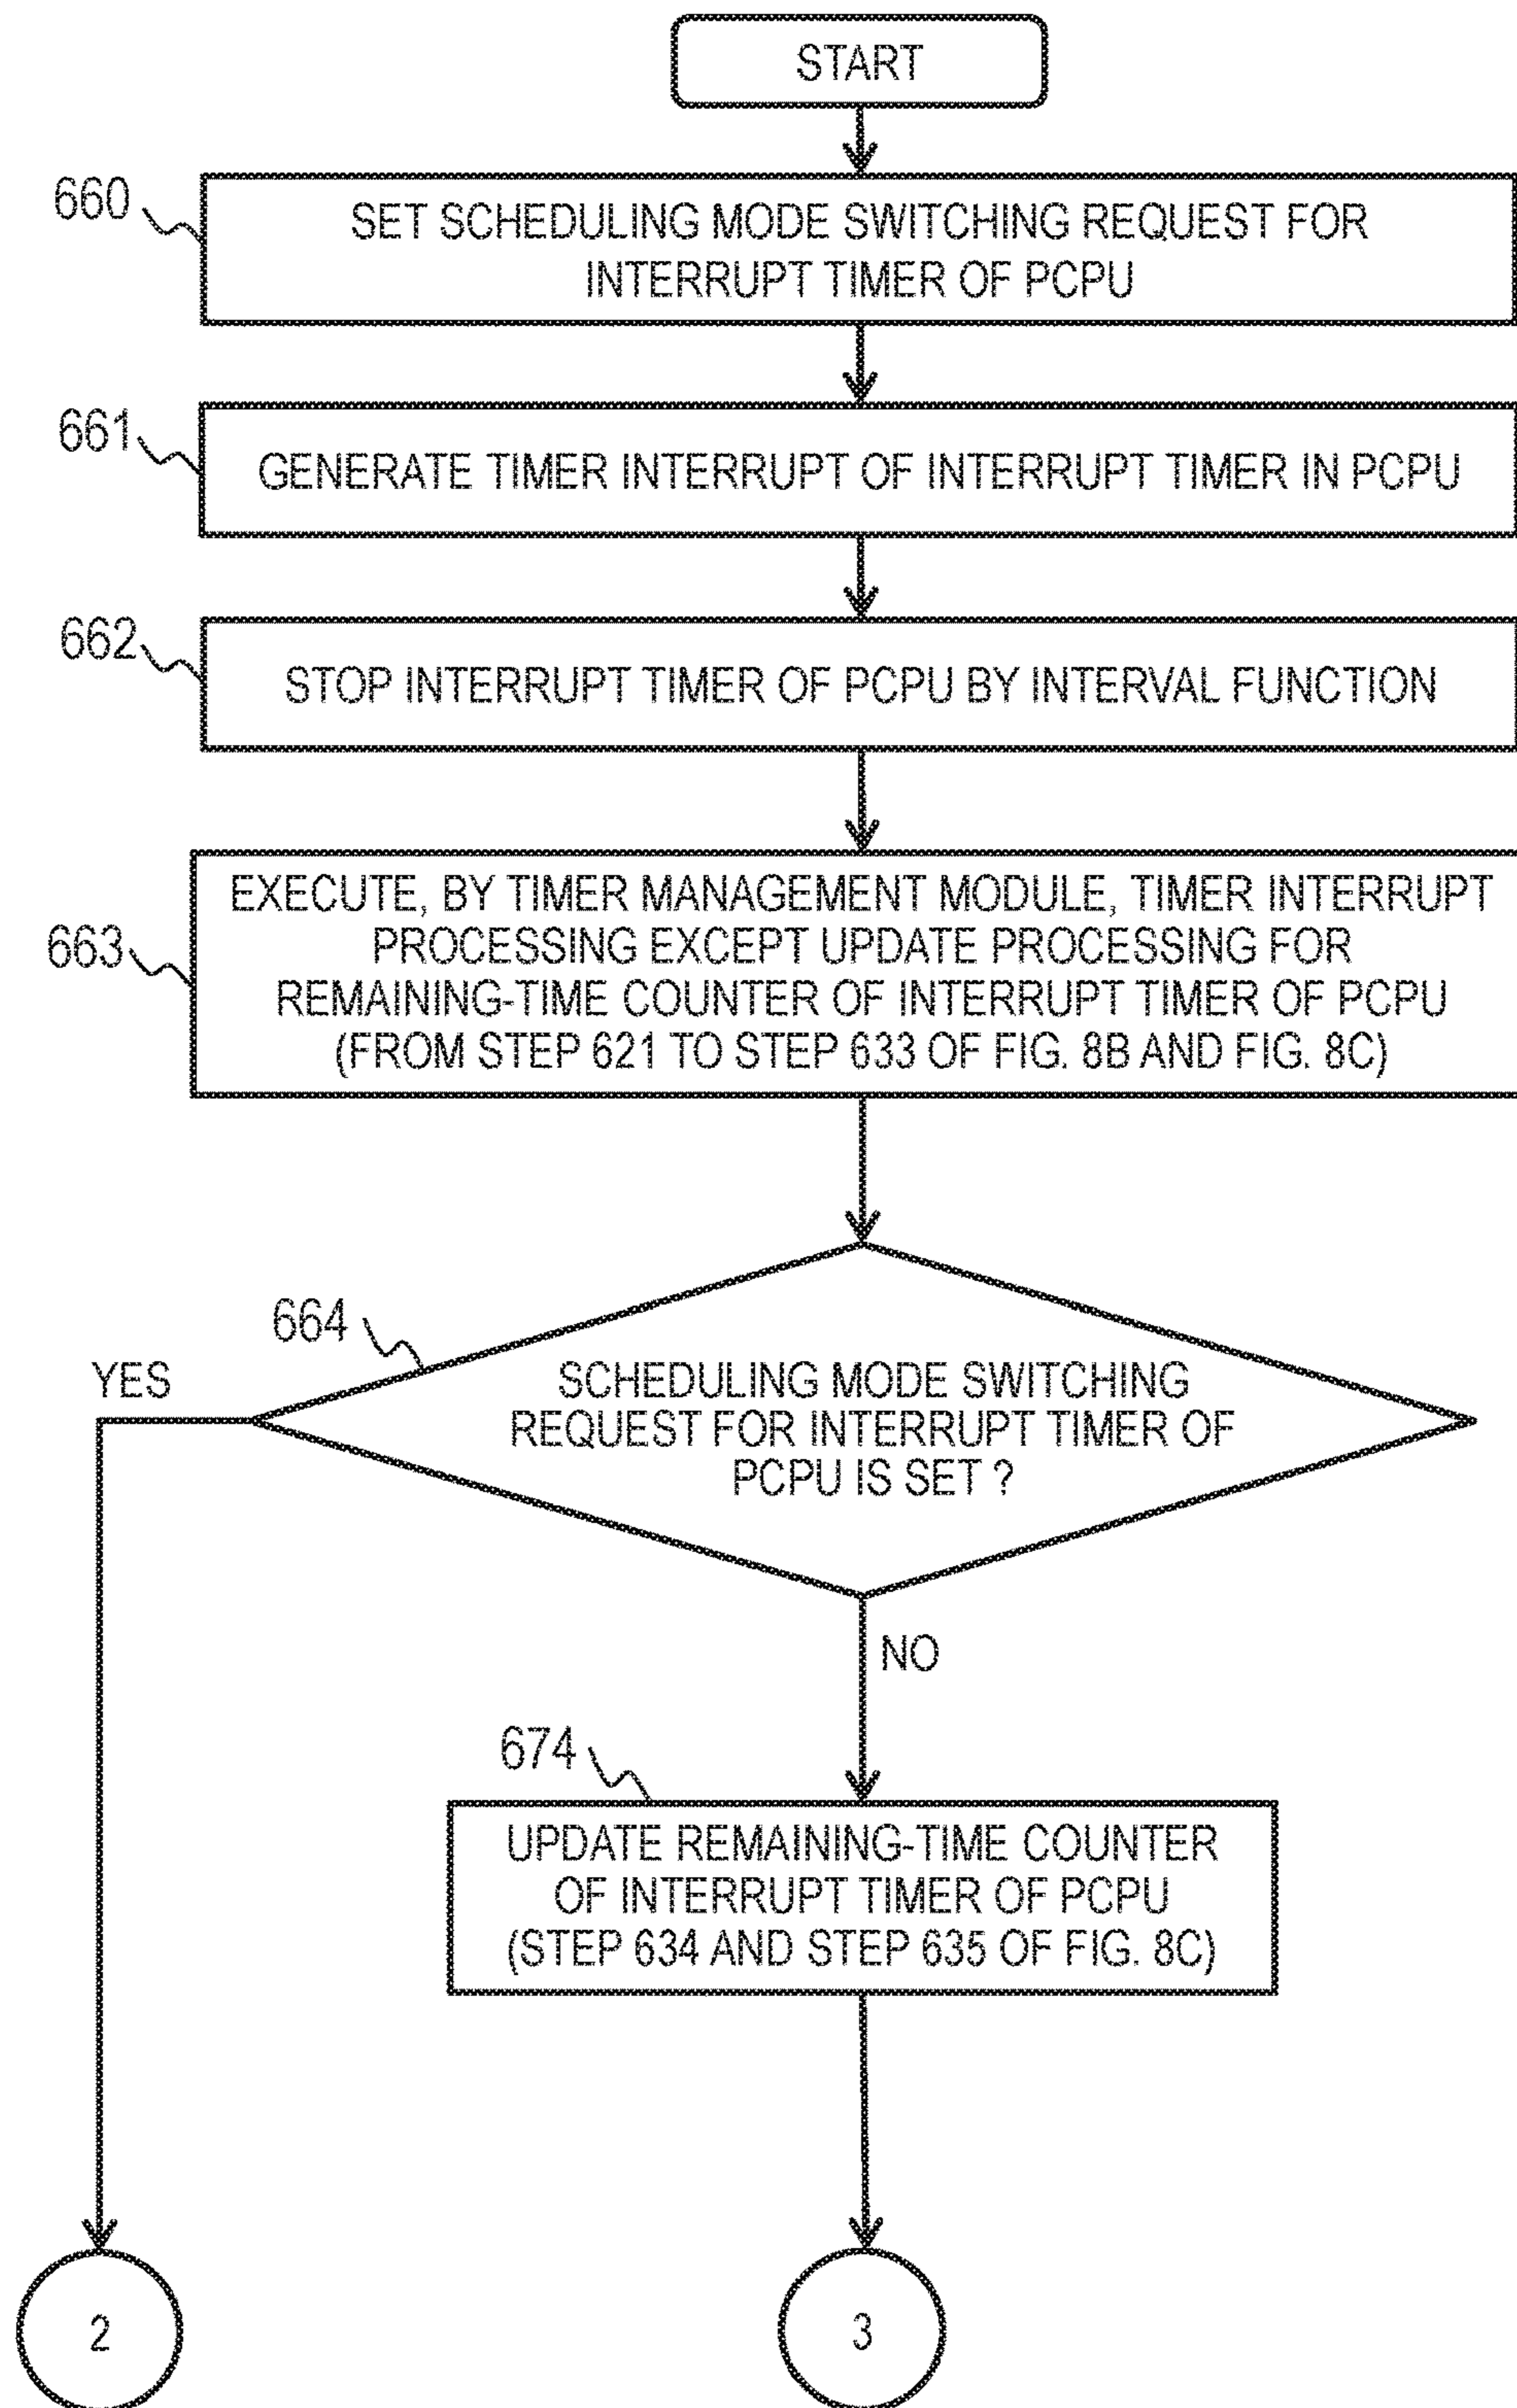 START
660
SET SCHEDULING MODE SWITCHING REQUEST FOR
INTERRUPT TIMER OF PCPU
661
GENERATE TIMER INTERRUPT OF INTERRUPT TIMER IN PCPU
662
STOP INTERRUPT TIMER OF PCPU BY INTERVAL FUNCTION
663
EXECUTE, BY TIMER MANAGEMENT MODULE, TIMER INTERRUPT
PROCESSING EXCEPT UPDATE PROCESSING FOR
REMAINING-TIME COUNTER OF INTERRUPT TIMER OF PCPU
(FROM STEP 621 TO STEP 633 OF FIG. 8B AND FIG. 8C)
664
YES
SCHEDULING MODE SWITCHING
REQUEST FOR INTERRUPT TIMER OF
PCPU IS SET ?
NO
674
UPDATE REMAINING-TIME COUNTER
OF INTERRUPT TIMER OF PCPU
(STEP 634 AND STEP 635 OF FIG. 8C)
2
3